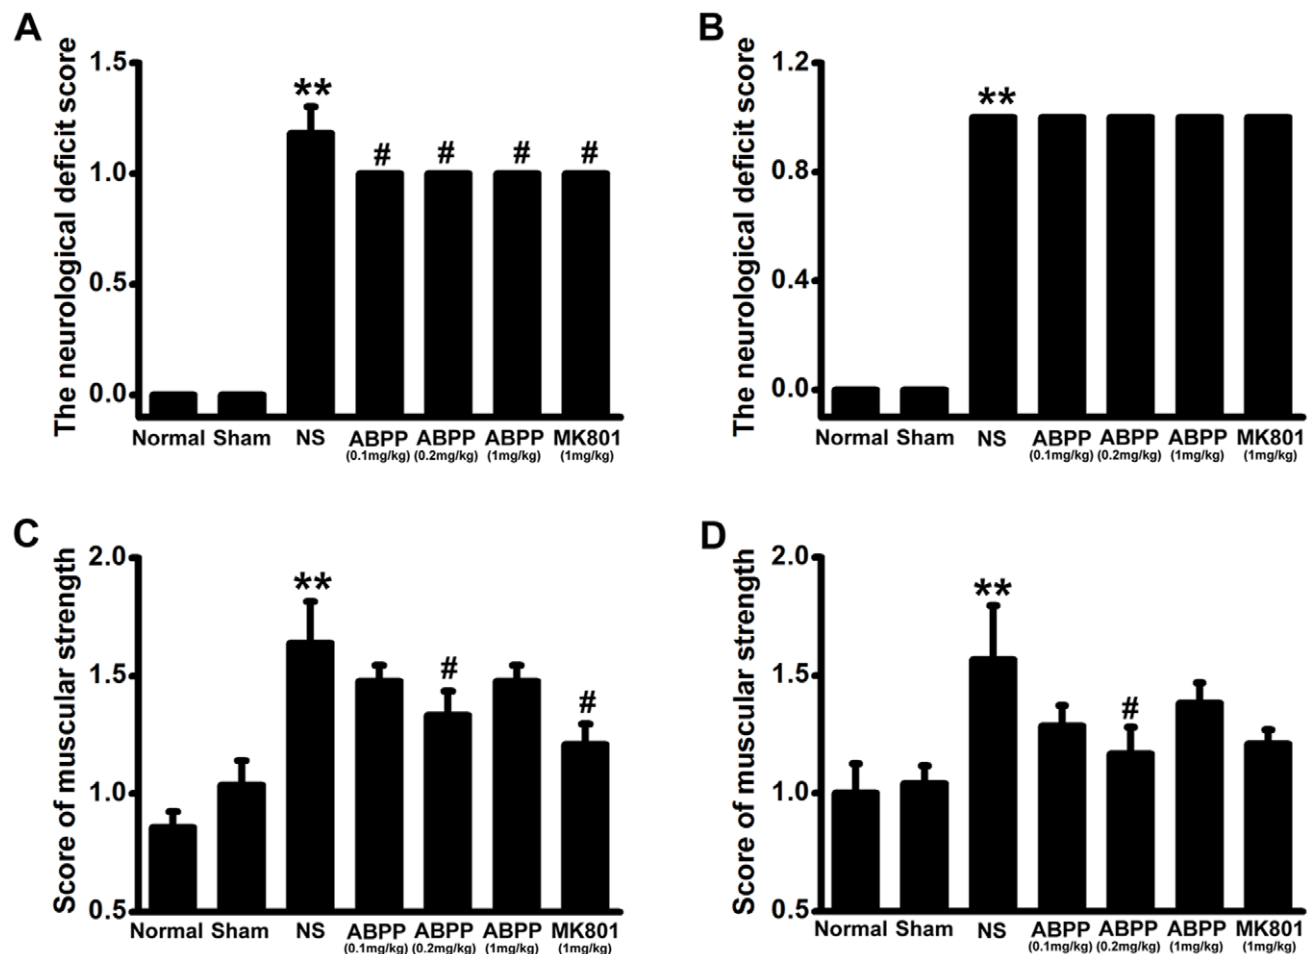 A
The neurological deficit score
1.5
1.0
0.5
0.0
**
# # # #
Normal Sham NS ABPP ABPP ABPP MK801
(0.1mg/kg) (0.2mg/kg) (1mg/kg) (1mg/kg)
B
The neurological deficit score
1.2
0.8
0.4
0.0
**
Normal Sham NS ABPP ABPP ABPP MK801
(0.1mg/kg) (0.2mg/kg) (1mg/kg) (1mg/kg)
C
Score of muscular strength
2.0
1.5
1.0
0.5
**
# #
Normal Sham NS ABPP ABPP ABPP MK801
(0.1mg/kg) (0.2mg/kg) (1mg/kg) (1mg/kg)
D
Score of muscular strength
2.0
1.5
1.0
0.5
**
#
Normal Sham NS ABPP ABPP ABPP MK801
(0.1mg/kg) (0.2mg/kg) (1mg/kg) (1mg/kg)